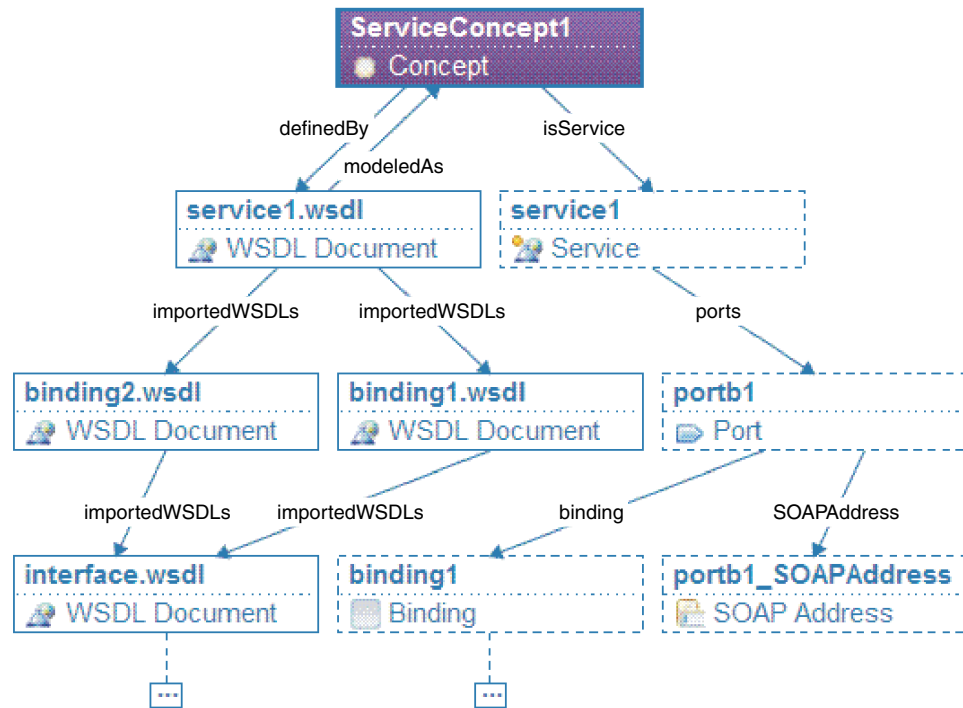 ServiceConcept1
Concept
definedBy
isService
modeledAs
service1.wsdl
WSDL Document
service1
Service
importedWSDLs
importedWSDLs
ports
binding2.wsdl
WSDL Document
binding1.wsdl
WSDL Document
portb1
Port
importedWSDLs
importedWSDLs
binding
SOAPAddress
interface.wsdl
WSDL Document
binding1
Binding
portb1_SOAPAddress
SOAP Address
...
...